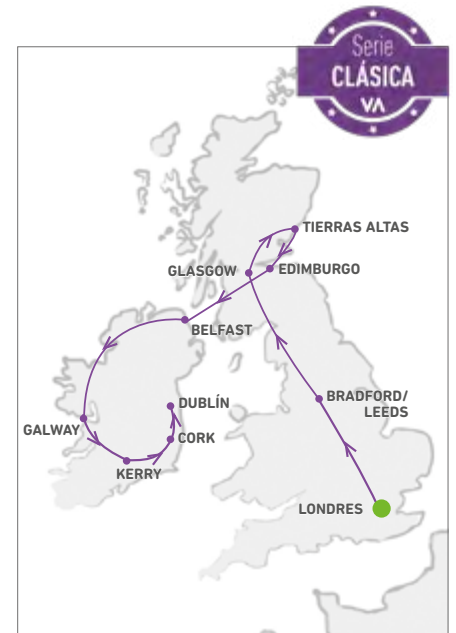 Serie
CLÁSICA
VA
TIERRAS ALTAS
GLASGOW
EDIMBURGO
BELFAST
DUBLÍN
BRADFORD/
LEEDS
GALWAY
CORK
KERRY
LONDRES